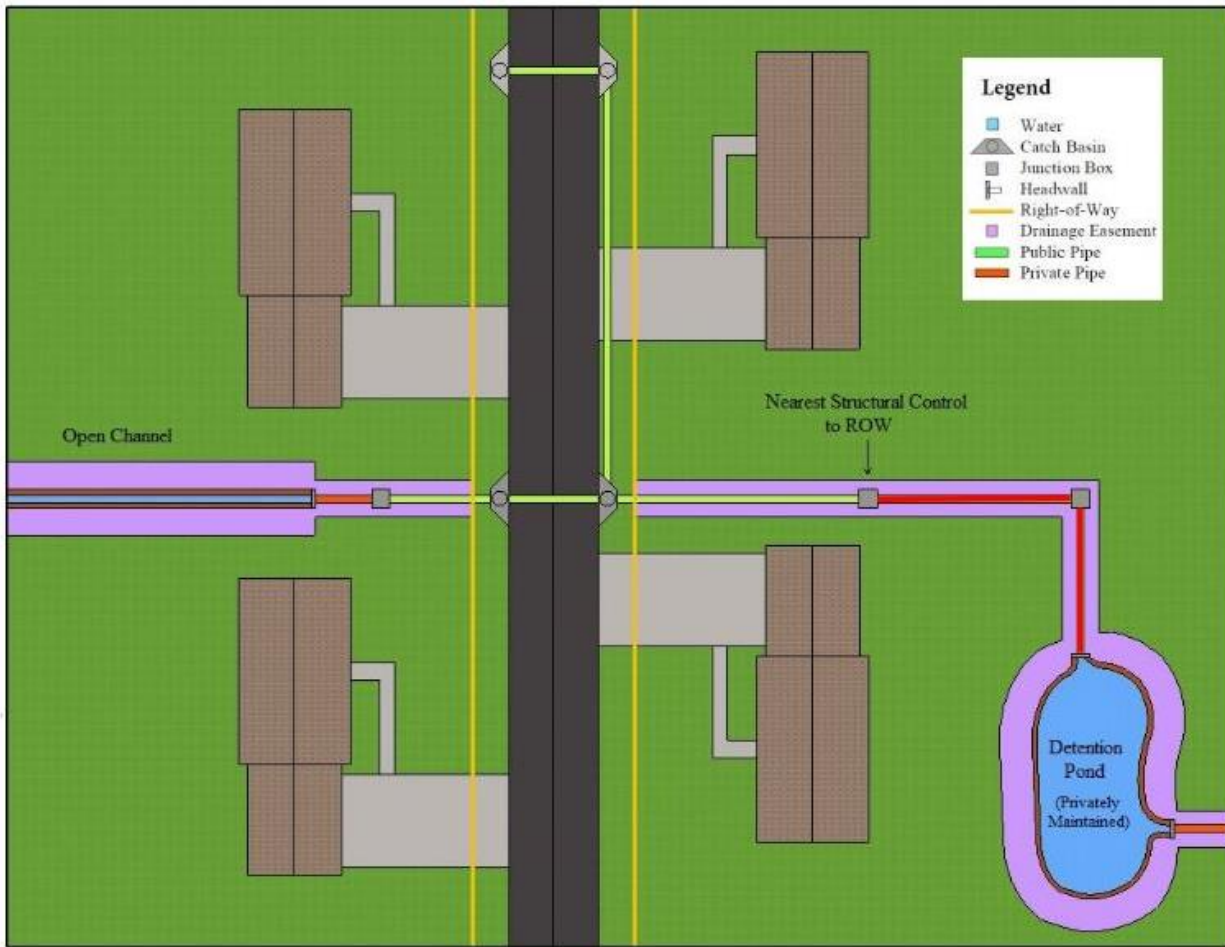 Legend
Water
Catch Basin
Junction Box
Headwall
Right-of-Way
Drainage Easement
Public Pipe
Private Pipe
Nearest Structural Control
to ROW
Open Channel
Detention
Pond
(Privately
Maintained)